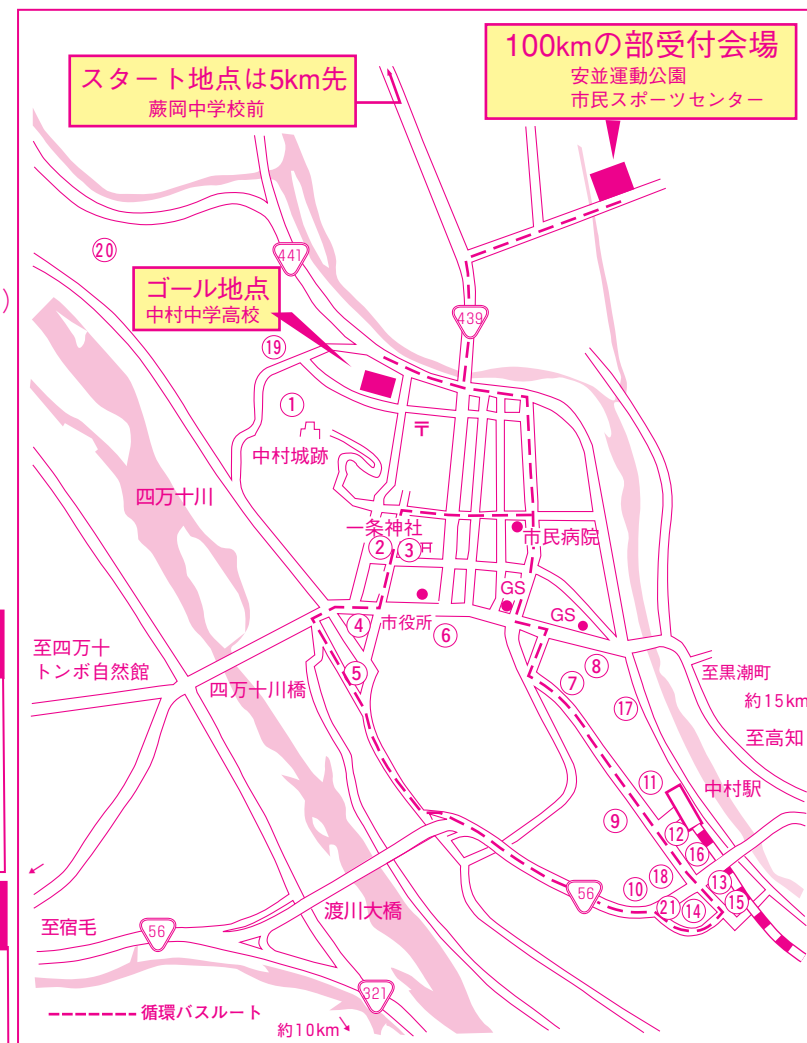 スタート地点は5km先
蕨岡中学校前
100kmの部受付会場
安並運動公園
市民スポーツセンター
⑳
441
)
ゴール地点
中村中学高校
439
⑲
①
〒
中村城跡
四万十川
一条神社
市民病院
②
③
GS
GS
④
市役所
⑥
至四万十
トンボ自然館
⑤
四万十川橋
⑧
⑦
至黒潮町
約15km
⑰
至高知
⑪
中村駅
⑨
⑫
⑯
⑱
⑬
⑩
56
㉑
⑭
⑮
渡川大橋
至宿毛
56
321
循環バスルート
約10km